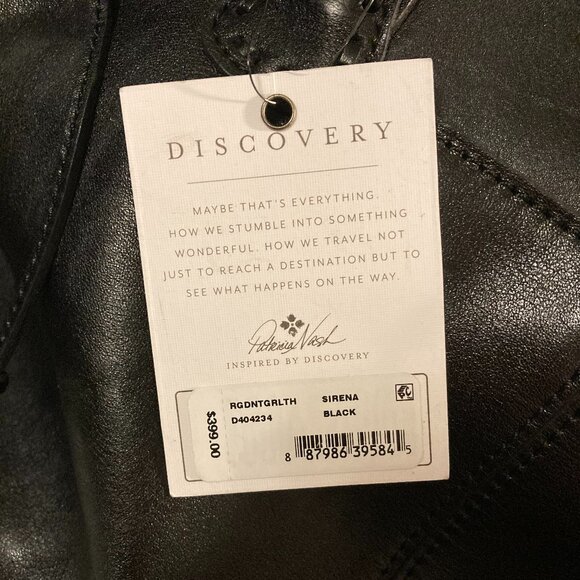 DISCOVERY
MAYBE THAT'S EVERYTHING.
HOW WE STUMBLE INTO SOMETHING
WONDERFUL. HOW WE TRAVEL NOT
JUST TO REACH A DESTINATION BUT TO
SEE WHAT HAPPENS ON THE WAY.
Patricia Nash
INSPIRED BY DISCOVERY
$399.00
RGDNTGRLTH SIRENA
D404234 BLACK
8 87986 39584 5